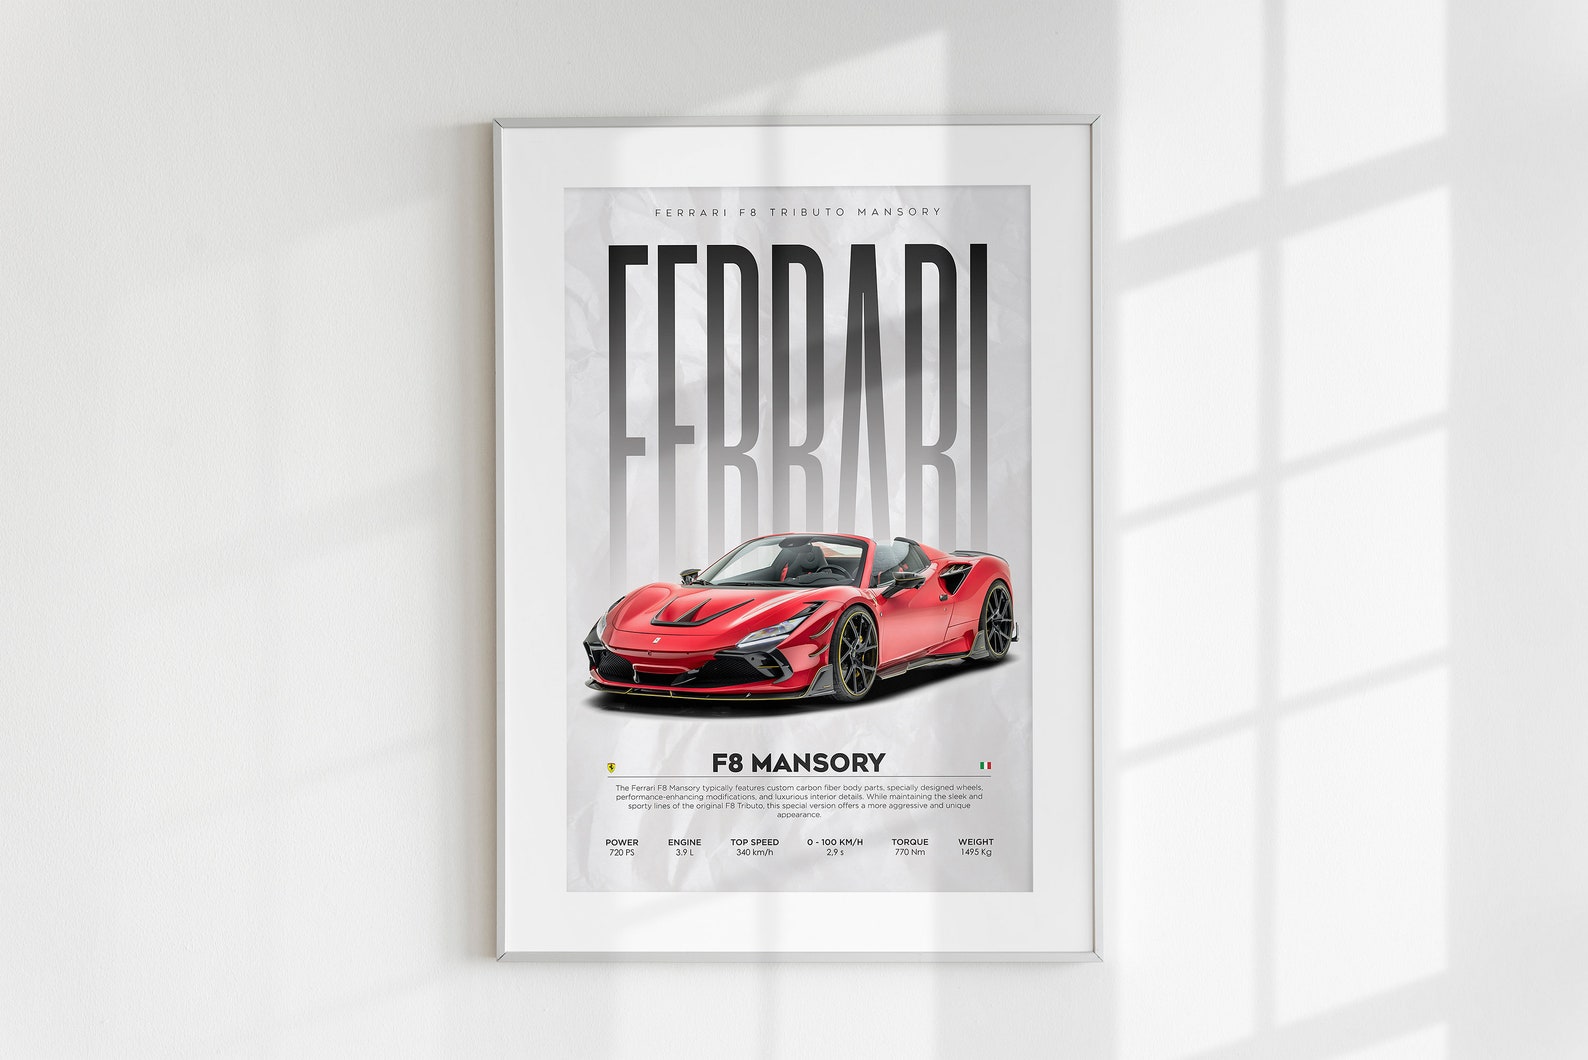 FERRARI F8 TRIBUTO MANSORY
FERRARI
F8 MANSORY
The Ferrari F8 Mansory typically features custom carbon fiber body parts, specially designed wheels,
performance-enhancing modifications, and luxurious interior details. While maintaining the sleek and
sporty lines of the original F8 Tributo, this special version offers a more aggressive and unique
appearance.
POWER ENGINE TOP SPEED 0 - 100 KM/H TORQUE WEIGHT
720 PS 3.9 L 340 km/h 2,9 s 770 Nm 1495 Kg